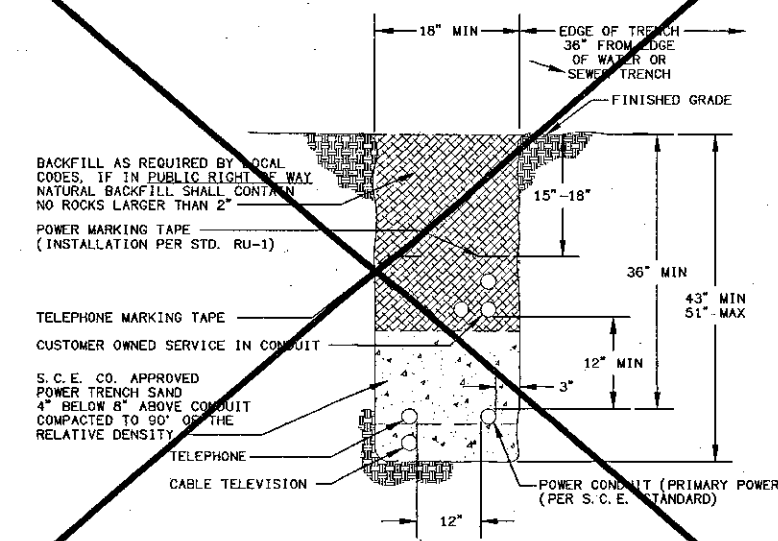 18" MIN
EDGE OF TRENCH
36" FROM EDGE
OF WATER OR
SEWER TRENCH
FINISHED GRADE
BACKFILL AS REQUIRED BY LOCAL
CODES, IF IN PUBLIC RIGHT OF WAY
NATURAL BACKFILL SHALL CONTAIN
NO ROCKS LARGER THAN 2"
15"-18"
POWER MARKING TAPE
(INSTALLATION PER STD. RU-1)
36" MIN
43" MIN
51" MAX
TELEPHONE MARKING TAPE
CUSTOMER OWNED SERVICE IN CONDUIT
12" MIN
S.C.E. CO. APPROVED
POWER TRENCH SAND
4" BELOW 8" ABOVE CONDUIT
COMPACTED TO 90' OF THE
RELATIVE DENSITY
3"
TELEPHONE
CABLE TELEVISION
POWER CONDUIT (PRIMARY POWER
(PER S.C.E. STANDARD)
12"